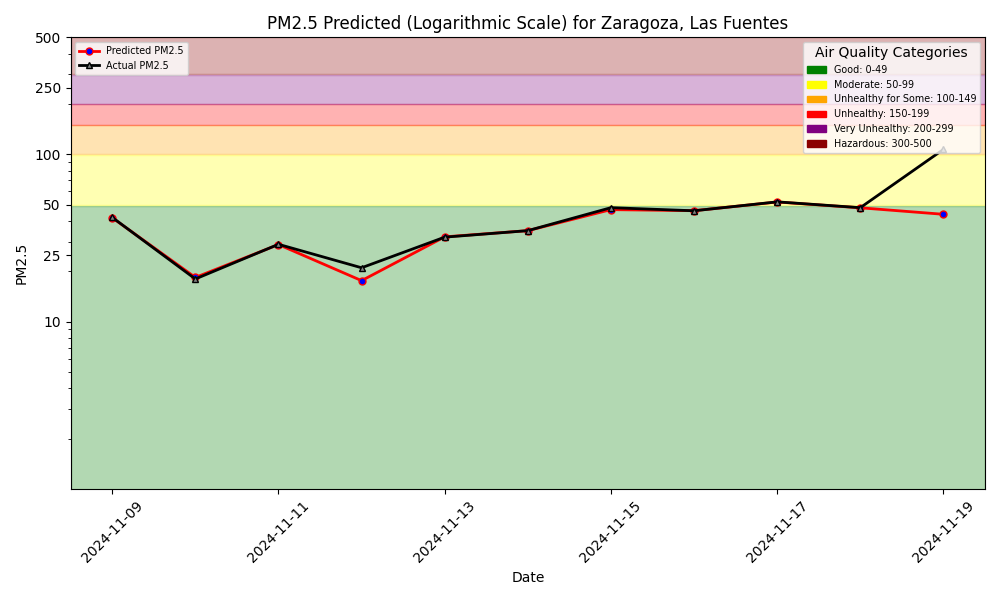 PM2.5 Predicted (Logarithmic Scale) for Zaragoza, Las Fuentes
Predicted PM2.5
Actual PM2.5
Air Quality Categories
Good: 0-49
Moderate: 50-99
Unhealthy for Some: 100-149
Unhealthy: 150-199
Very Unhealthy: 200-299
Hazardous: 300-500
500
250
100
50
25
10
PM2.5
2024-11-09
2024-11-11
2024-11-13
2024-11-15
2024-11-17
2024-11-19
Date